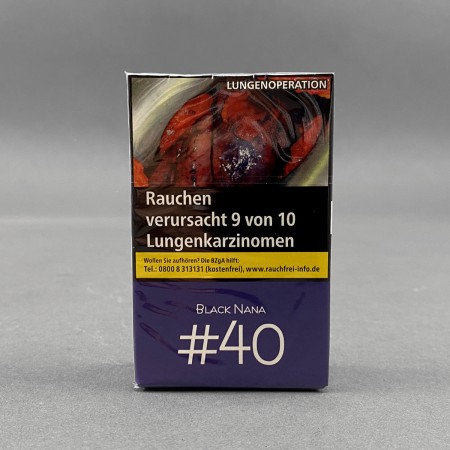 LUNGENOPERATION
Rauchen
verursacht 9 von 10
Lungenkarzinomen
Wollen Sie aufhören? Die BZgA hilft:
Tel.: 0800 8 313131 (kostenfrei), www.rauchfrei-info.de
BLACK NANA
#40